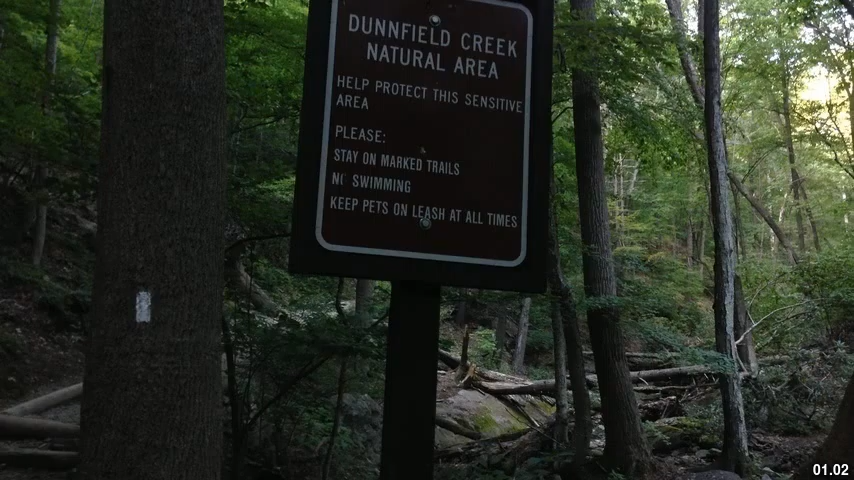 DUNNFIELD CREEK
NATURAL AREA
HELP PROTECT THIS SENSITIVE
AREA
PLEASE:
STAY ON MARKED TRAILS
NO SWIMMING
KEEP PETS ON LEASH AT ALL TIMES
01.02